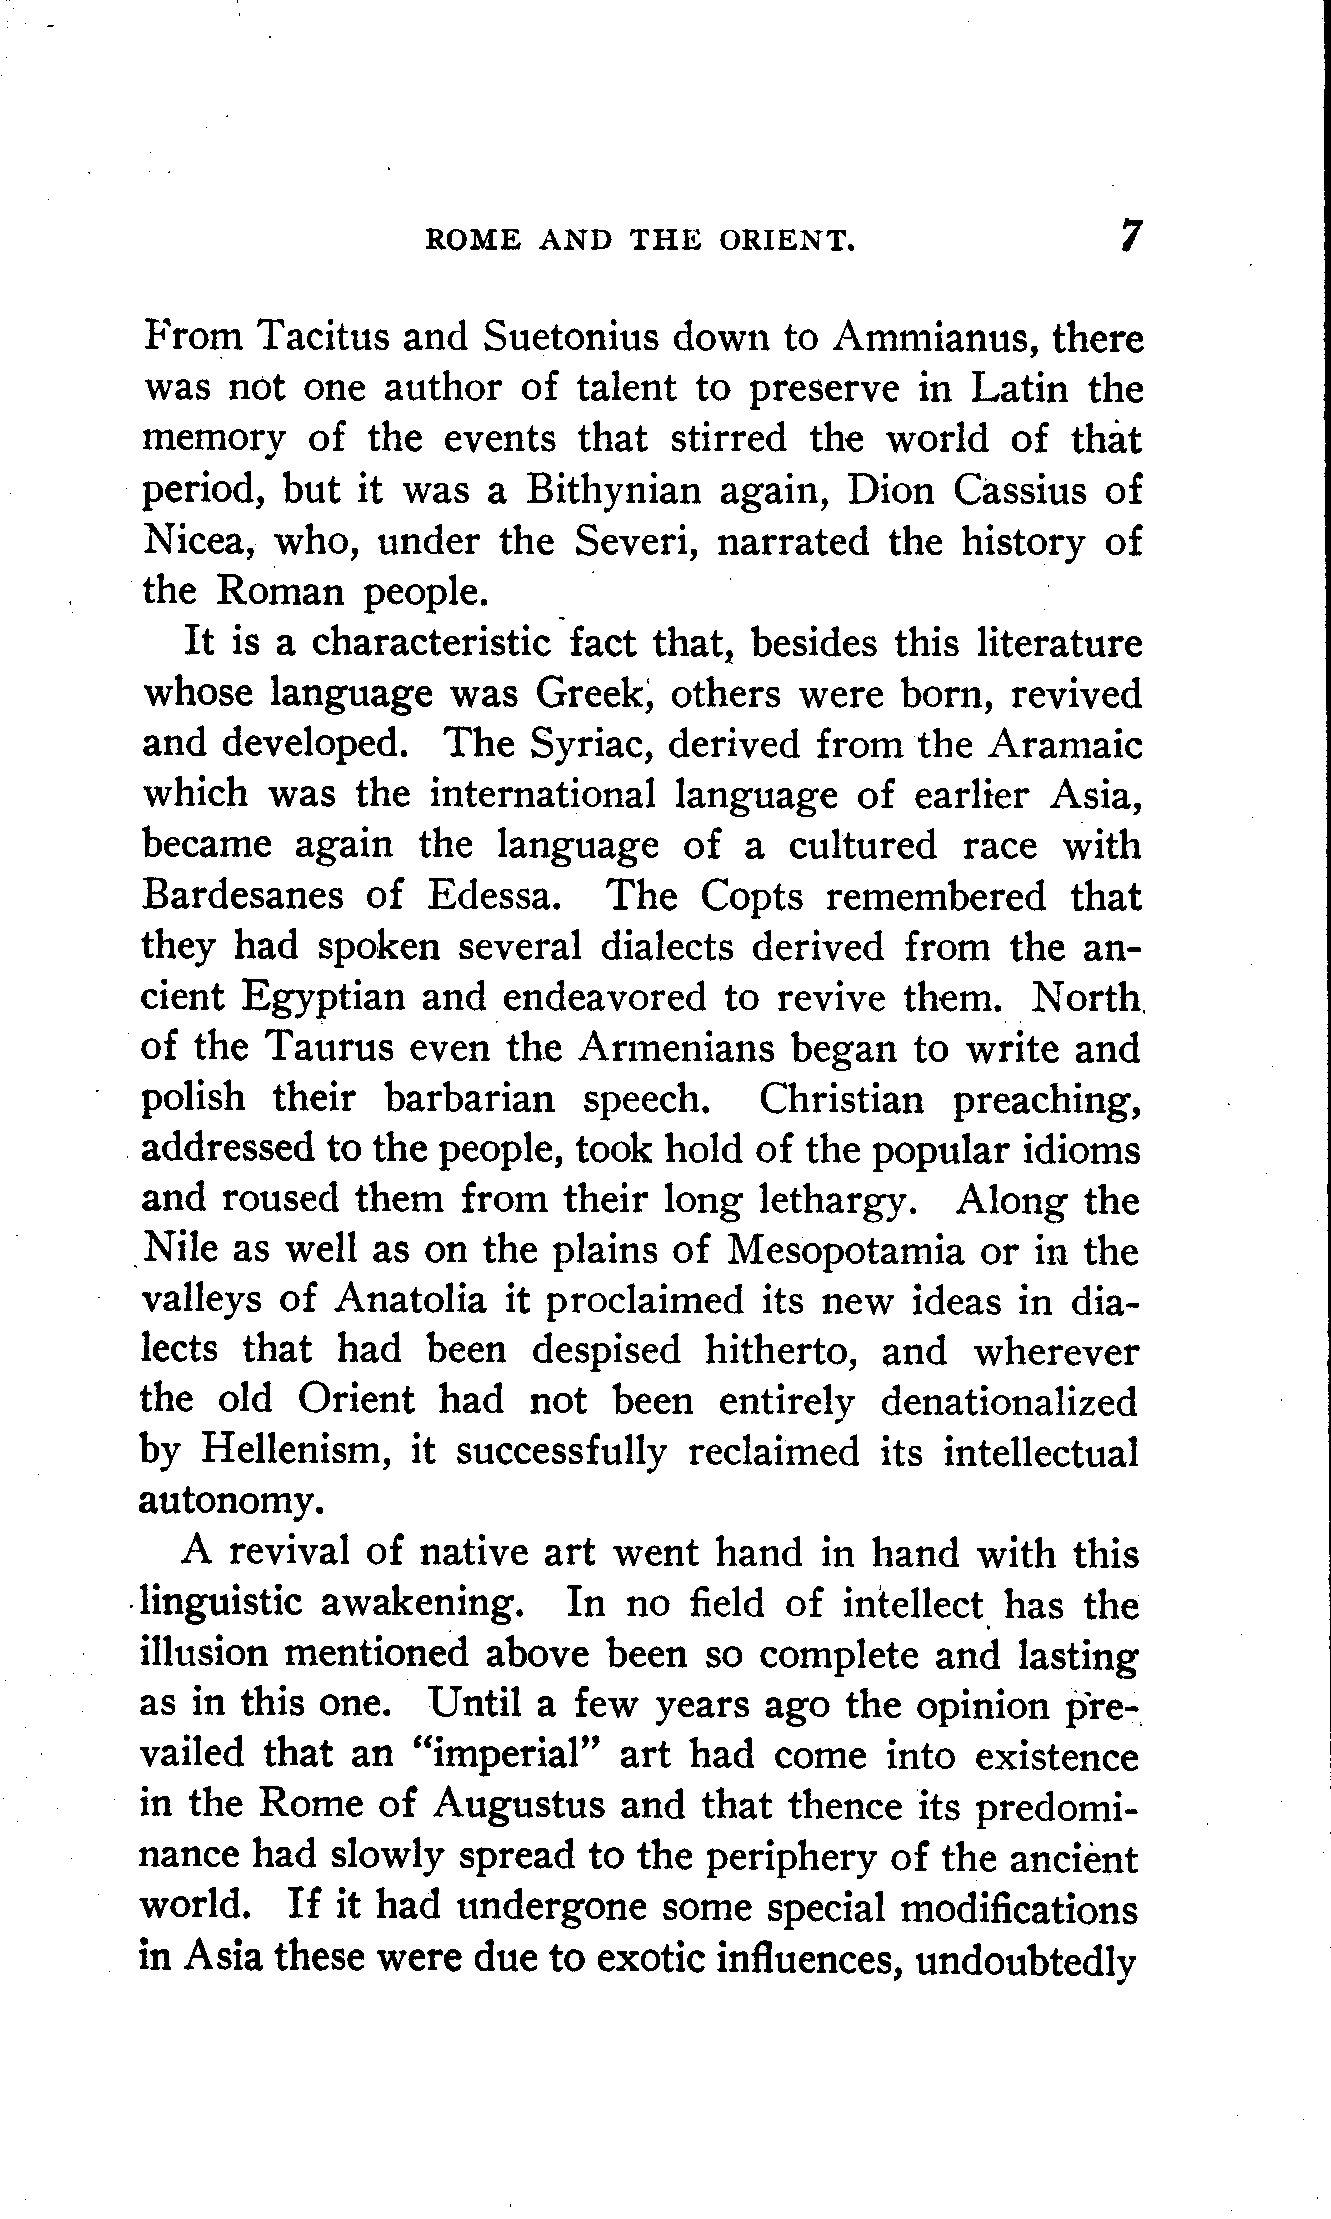 ROME AND THE ORIENT. 7
From Tacitus and Suetonius down to Ammianus, there
was not one author of talent to preserve in Latin the
memory of the events that stirred the world of that
period, but it was a Bithynian again, Dion Cassius of
Nicea, who, under the Severi, narrated the history of
the Roman people.
It is a characteristic fact that, besides this literature
whose language was Greek, others were born, revived
and developed. The Syriac, derived from the Aramaic
which was the international language of earlier Asia,
became again the language of a cultured race with
Bardesanes of Edessa. The Copts remembered that
they had spoken several dialects derived from the an-
cient Egyptian and endeavored to revive them. North
of the Taurus even the Armenians began to write and
polish their barbarian speech. Christian preaching,
addressed to the people, took hold of the popular idioms
and roused them from their long lethargy. Along the
Nile as well as on the plains of Mesopotamia or in the
valleys of Anatolia it proclaimed its new ideas in dia-
lects that had been despised hitherto, and wherever
the old Orient had not been entirely denationalized
by Hellenism, it successfully reclaimed its intellectual
autonomy.
A revival of native art went hand in hand with this
linguistic awakening. In no field of intellect has the
illusion mentioned above been so complete and lasting
as in this one. Until a few years ago the opinion pre-
vailed that an “imperial” art had come into existence
in the Rome of Augustus and that thence its predomi-
nance had slowly spread to the periphery of the ancient
world. If it had undergone some special modifications
in Asia these were due to exotic influences, undoubtedly